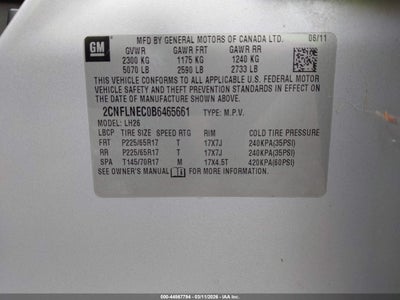 GM MFD BY GENERAL MOTORS OF CANADA LTD. 06/11
GVWR GAWR FRT GAWR RR
2300 KG 1175 KG 1240 KG
5070 LB 2590 LB 2733 LB
THIS VEHICLE CONFORMS TO ALL APPLICABLE U.S. FEDERAL MOTOR
VEHICLE SAFETY, BUMPER, AND THEFT PREVENTION STANDARDS IN
EFFECT ON THE DATE OF MANUFACTURE SHOWN ABOVE.
2CNFLNEC0B6465661 TYPE: M.P.V.
MODEL: LH26
LBCP TIRE SIZE SPEED RTG RIM COLD TIRE PRESSURE
FRT P225/65R17 T 17X7J 240KPA(35PSI)
RR P225/65R17 T 17X7J 240KPA(35PSI)
SPA T145/70R17 M 17X4.5T 420KPA(60PSI)
SEE OWNER'S MANUAL FOR MORE INFORMATION.
500-44967784 - 03/11/2026 - IAA, LLC